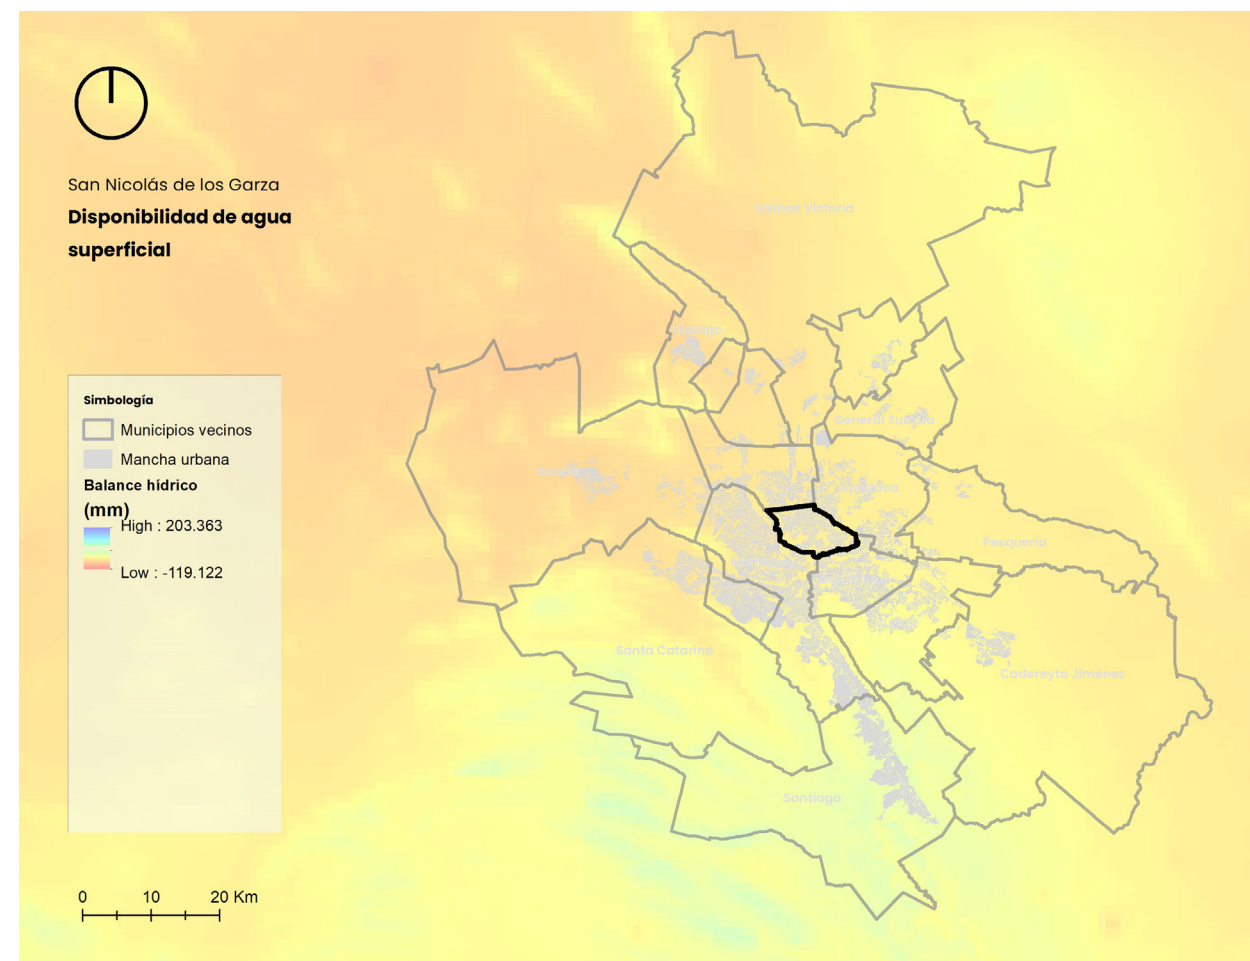 San Nicolás de los Garza
Disponibilidad de agua
superficial
Simbología
Municipios vecinos
Mancha urbana
Balance hídrico
(mm)
High : 203.363
Low : -119.122
0 10 20 Km
Salinas Victoria
General Zuazua
Pesquería
Santa Catarina
Cadereyta Jiménez
Santiago